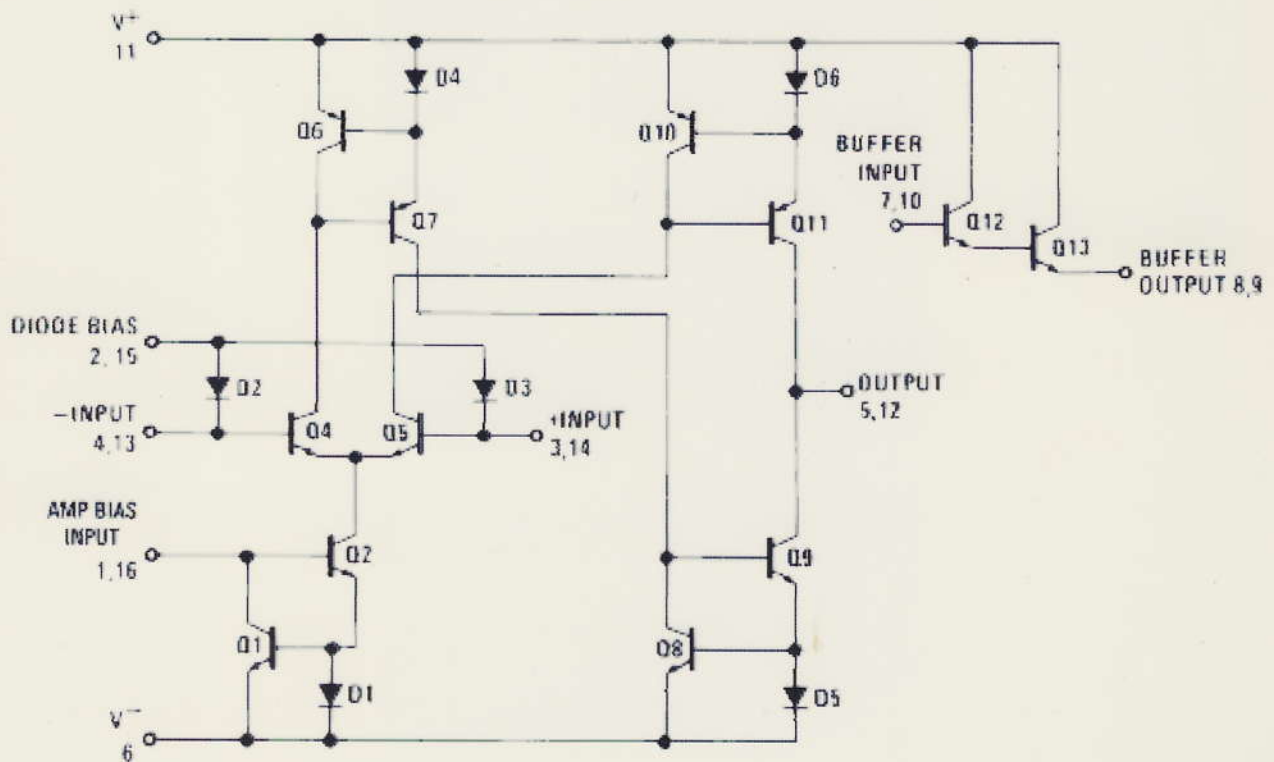 V+
11
D4
D6
Q6
Q10
BUFFER
INPUT
7,10
Q7
Q11
Q12
Q13
BUFFER
OUTPUT 8,9
DIODE BIAS
2, 15
D2
D3
OUTPUT
5,12
–INPUT
4,13
Q4
Q5
+INPUT
3,14
AMP BIAS
INPUT
1,16
Q2
Q9
Q1
Q8
D1
D5
V–
6